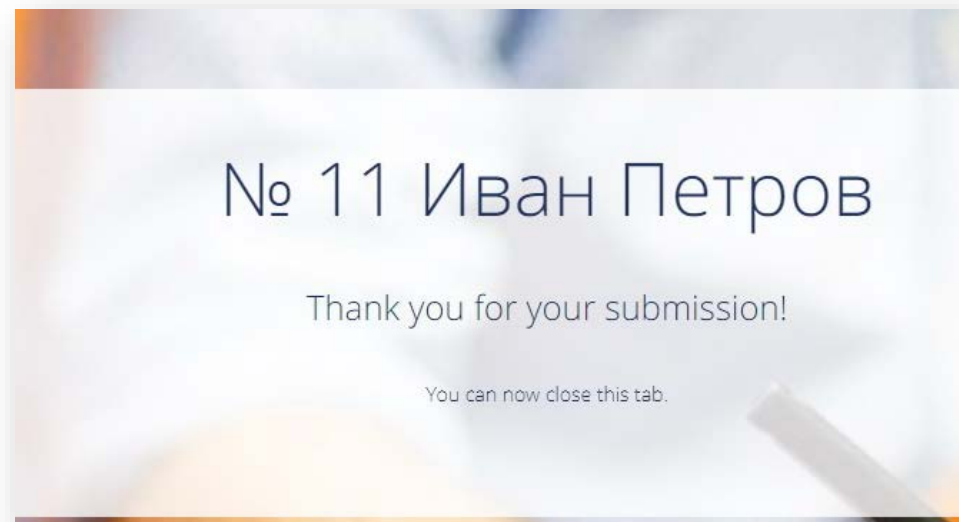 № 11 Иван Петров
Thank you for your submission!
You can now close this tab.